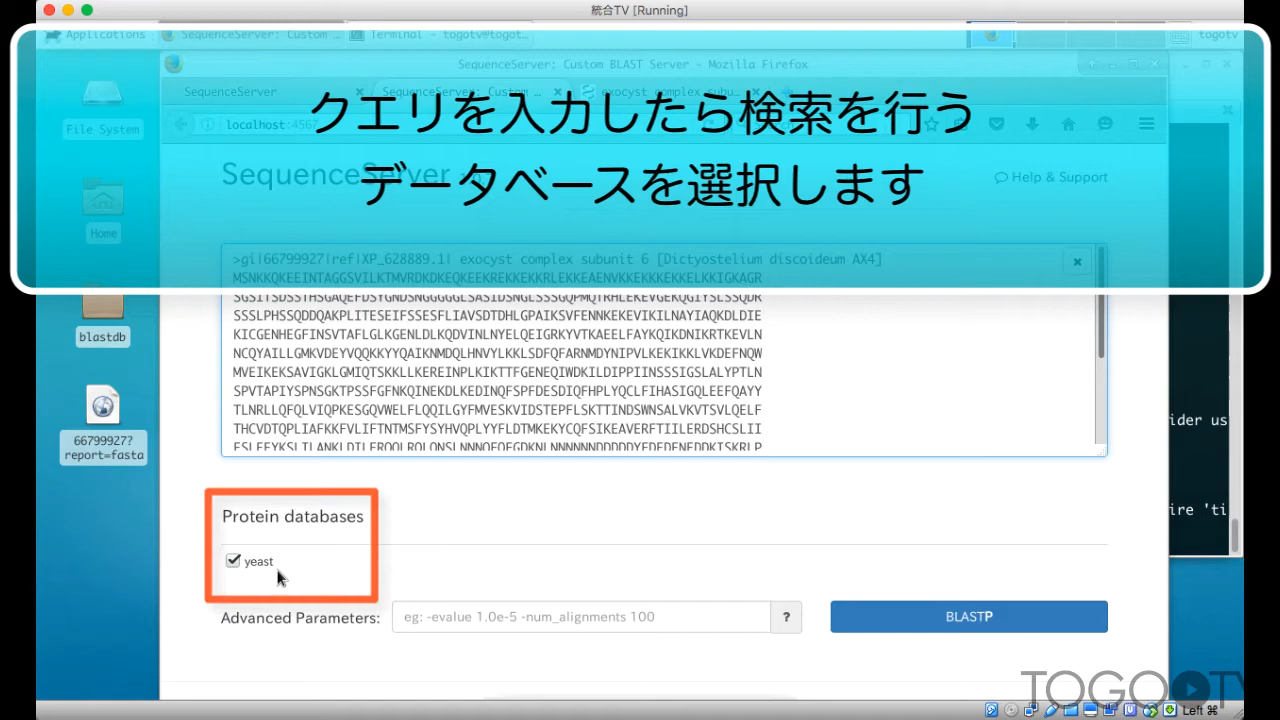 統合TV [Running]
Applications
SequenceServer: Custom ...
Terminal - togotv@togot...
togotv
SequenceServer: Custom BLAST Server - Mozilla Firefox
SequenceServer
SequenceServer: Custom ...
exocyst complex subu...
localhost:4567
クエリを入力したら検索を行う
データベースを選択します
SequenceServer
Help & Support
File System
Home
blastdb
66799927?
report=fasta
>gi|66799927|ref|XP_628889.1| exocyst complex subunit 6 [Dictyostelium discoideum AX4]
MSNKKQKEEINTAGGSVILKTMVRDKDKEQKEEKREKKEKKRLEKKEAENVKKEKKKEKKELKKIGKAGR
SGSITSDSSTHSGAQEFDSYGNDSNGGGGLSASIDSNGLSSSGQPMQTRHLEKEVGEKQGIYSLSSQDR
SSSLPHSSQDDQAKPLITESEIFSSESFLIAVSDTDHLGPAIKSVFENNKEKEVIKILNAYIAQKDLDIE
KICGENHEGFINSVTAFLGLKGENLDLKQDVINLNYELQEIGRKYVTKAEELFAYKQIKDNIKRTKEVLN
NCQYAILLGMKVDEYVQQKKYYQAIKNMDQLHNVYLKKLSDFQFARNMDYNIPVLKEKIKKLVKDEFNQW
MVEIKEKSAVIGKLGMIQTSKKLLKEREINPLKIKTTFGENEQIWDKILDIPPIINSSSIGSLALYPTLN
SPVTAPIYSPNSGKTPSSFGFNKQINEKDLKEDINQFSPFDESDIQFHPLYQCLFIHASIGQLEEFQAYY
TLNRLLQFQLVIQPKESGQVWELFLQQILGYFMVESKVIDSTEPFLSKTTINDSWNSALVKVTSVLQELF
THCVDTQPLIAFKKFVLIFTNTMSFYSYHVQPLYYFLDTMKEKYCQFSIKEAVERFTIILERDSHCSLII
ider us
ire 'ti
Protein databases
yeast
Advanced Parameters:
eg: -evalue 1.0e-5 -num_alignments 100
?
BLASTP
TOGOTV
Left ⌘